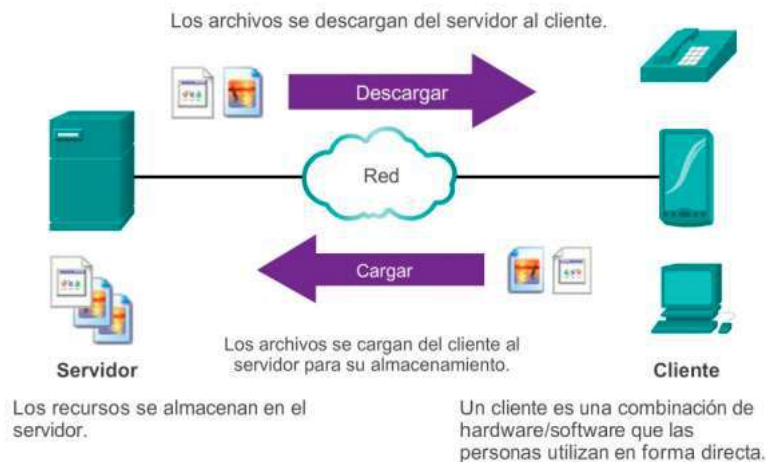 Los archivos se descargan del servidor al cliente.
Descargar
Red
Cargar
Los archivos se cargan del cliente al
servidor para su almacenamiento.
Servidor
Cliente
Los recursos se almacenan en el
servidor.
Un cliente es una combinación de
hardware/software que las
personas utilizan en forma directa.